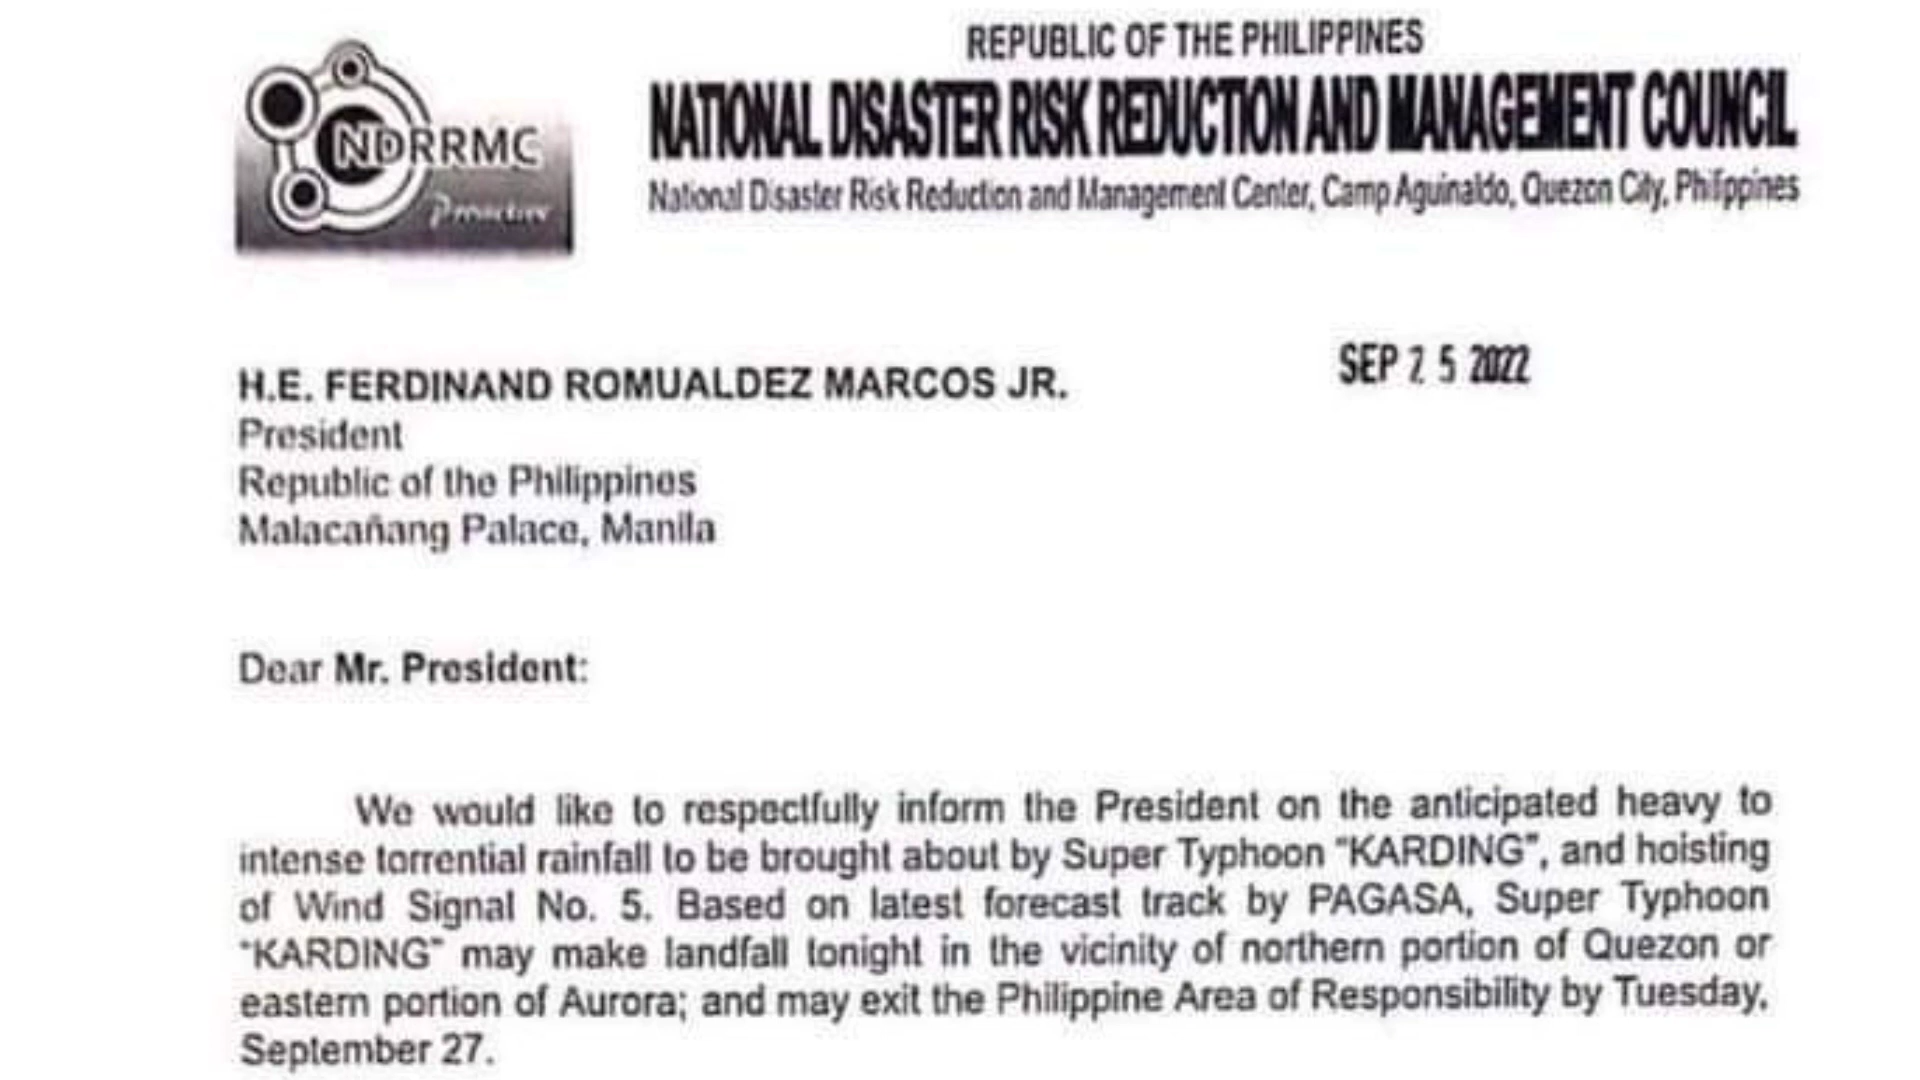 REPUBLIC OF THE PHILIPPINES
NATIONAL DISASTER RISK REDUCTION AND MANAGEMENT COUNCIL
National Disaster Risk Reduction and Management Center, Camp Aguinaldo, Quezon City, Philippines
NDRRMC
Proactive
SEP 25 2022
H.E. FERDINAND ROMUALDEZ MARCOS JR.
President
Republic of the Philippines
Malacañang Palace, Manila
Dear Mr. President:
We would like to respectfully inform the President on the anticipated heavy to
intense torrential rainfall to be brought about by Super Typhoon "KARDING", and hoisting
of Wind Signal No. 5. Based on latest forecast track by PAGASA, Super Typhoon
"KARDING" may make landfall tonight in the vicinity of northern portion of Quezon or
eastern portion of Aurora; and may exit the Philippine Area of Responsibility by Tuesday,
September 27.